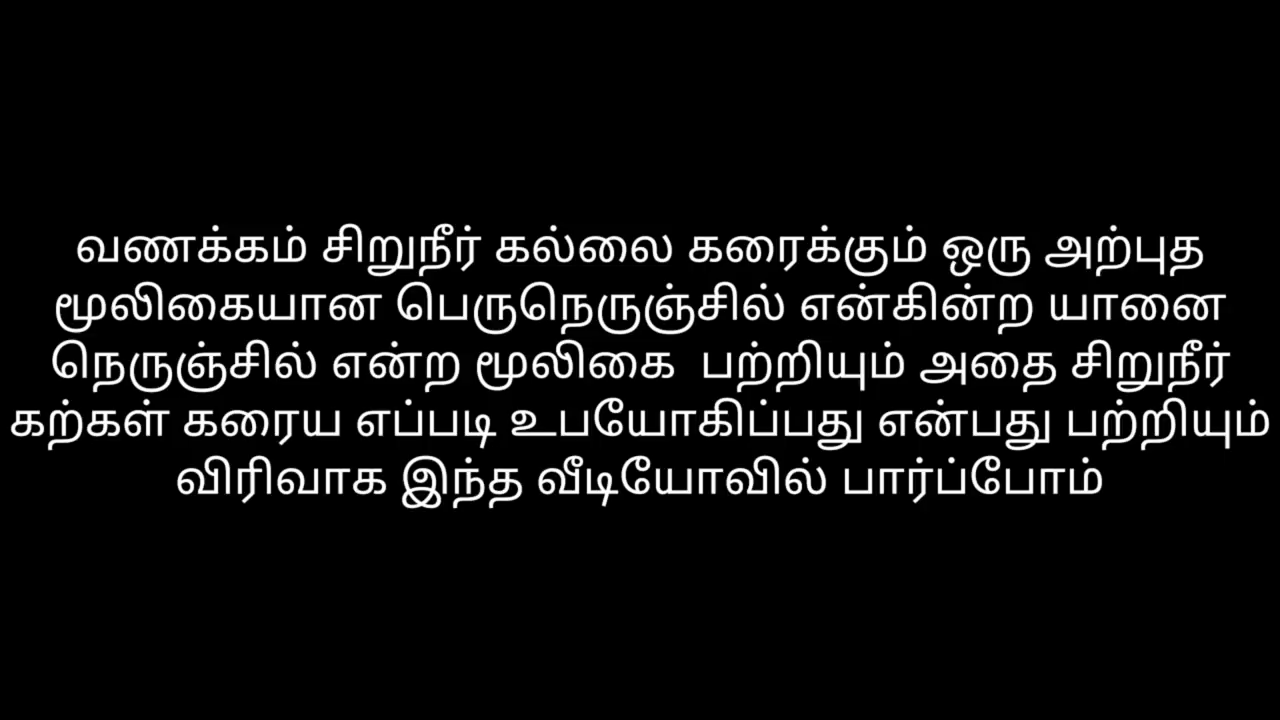 வணக்கம் சிறுநீர் கல்லை கரைக்கும் ஒரு அற்புத
மூலிகையான பெருநெருஞ்சில் என்கின்ற யானை
நெருஞ்சில் என்ற மூலிகை  பற்றியும் அதை சிறுநீர்
கற்கள் கரைய எப்படி உபயோகிப்பது என்பது பற்றியும்
விரிவாக இந்த வீடியோவில் பார்ப்போம்